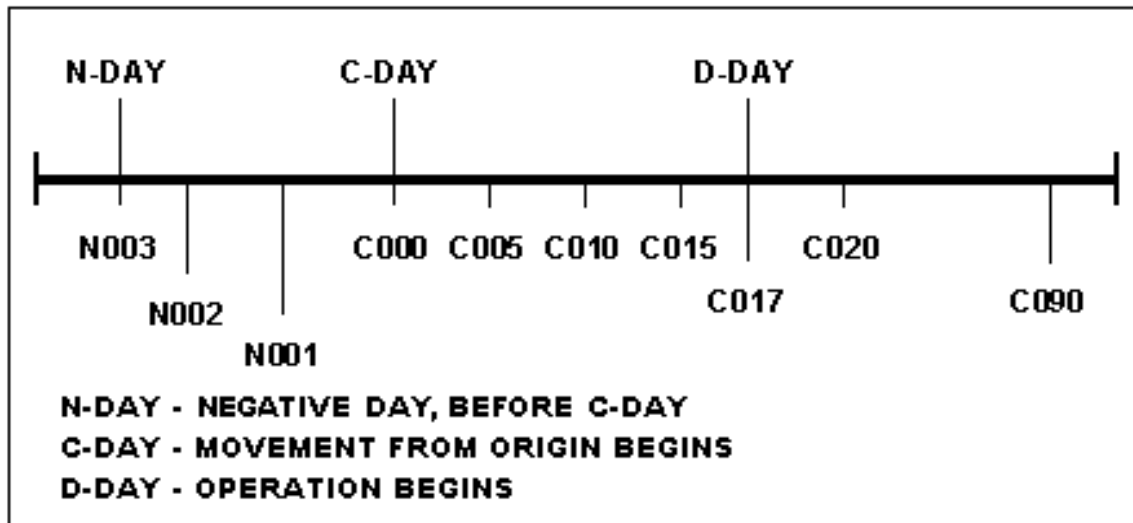 N-DAY C-DAY D-DAY
N003 C000 C005 C010 C015 C020
N002 C017 C090
N001
N-DAY - NEGATIVE DAY, BEFORE C-DAY
C-DAY - MOVEMENT FROM ORIGIN BEGINS
D-DAY - OPERATION BEGINS